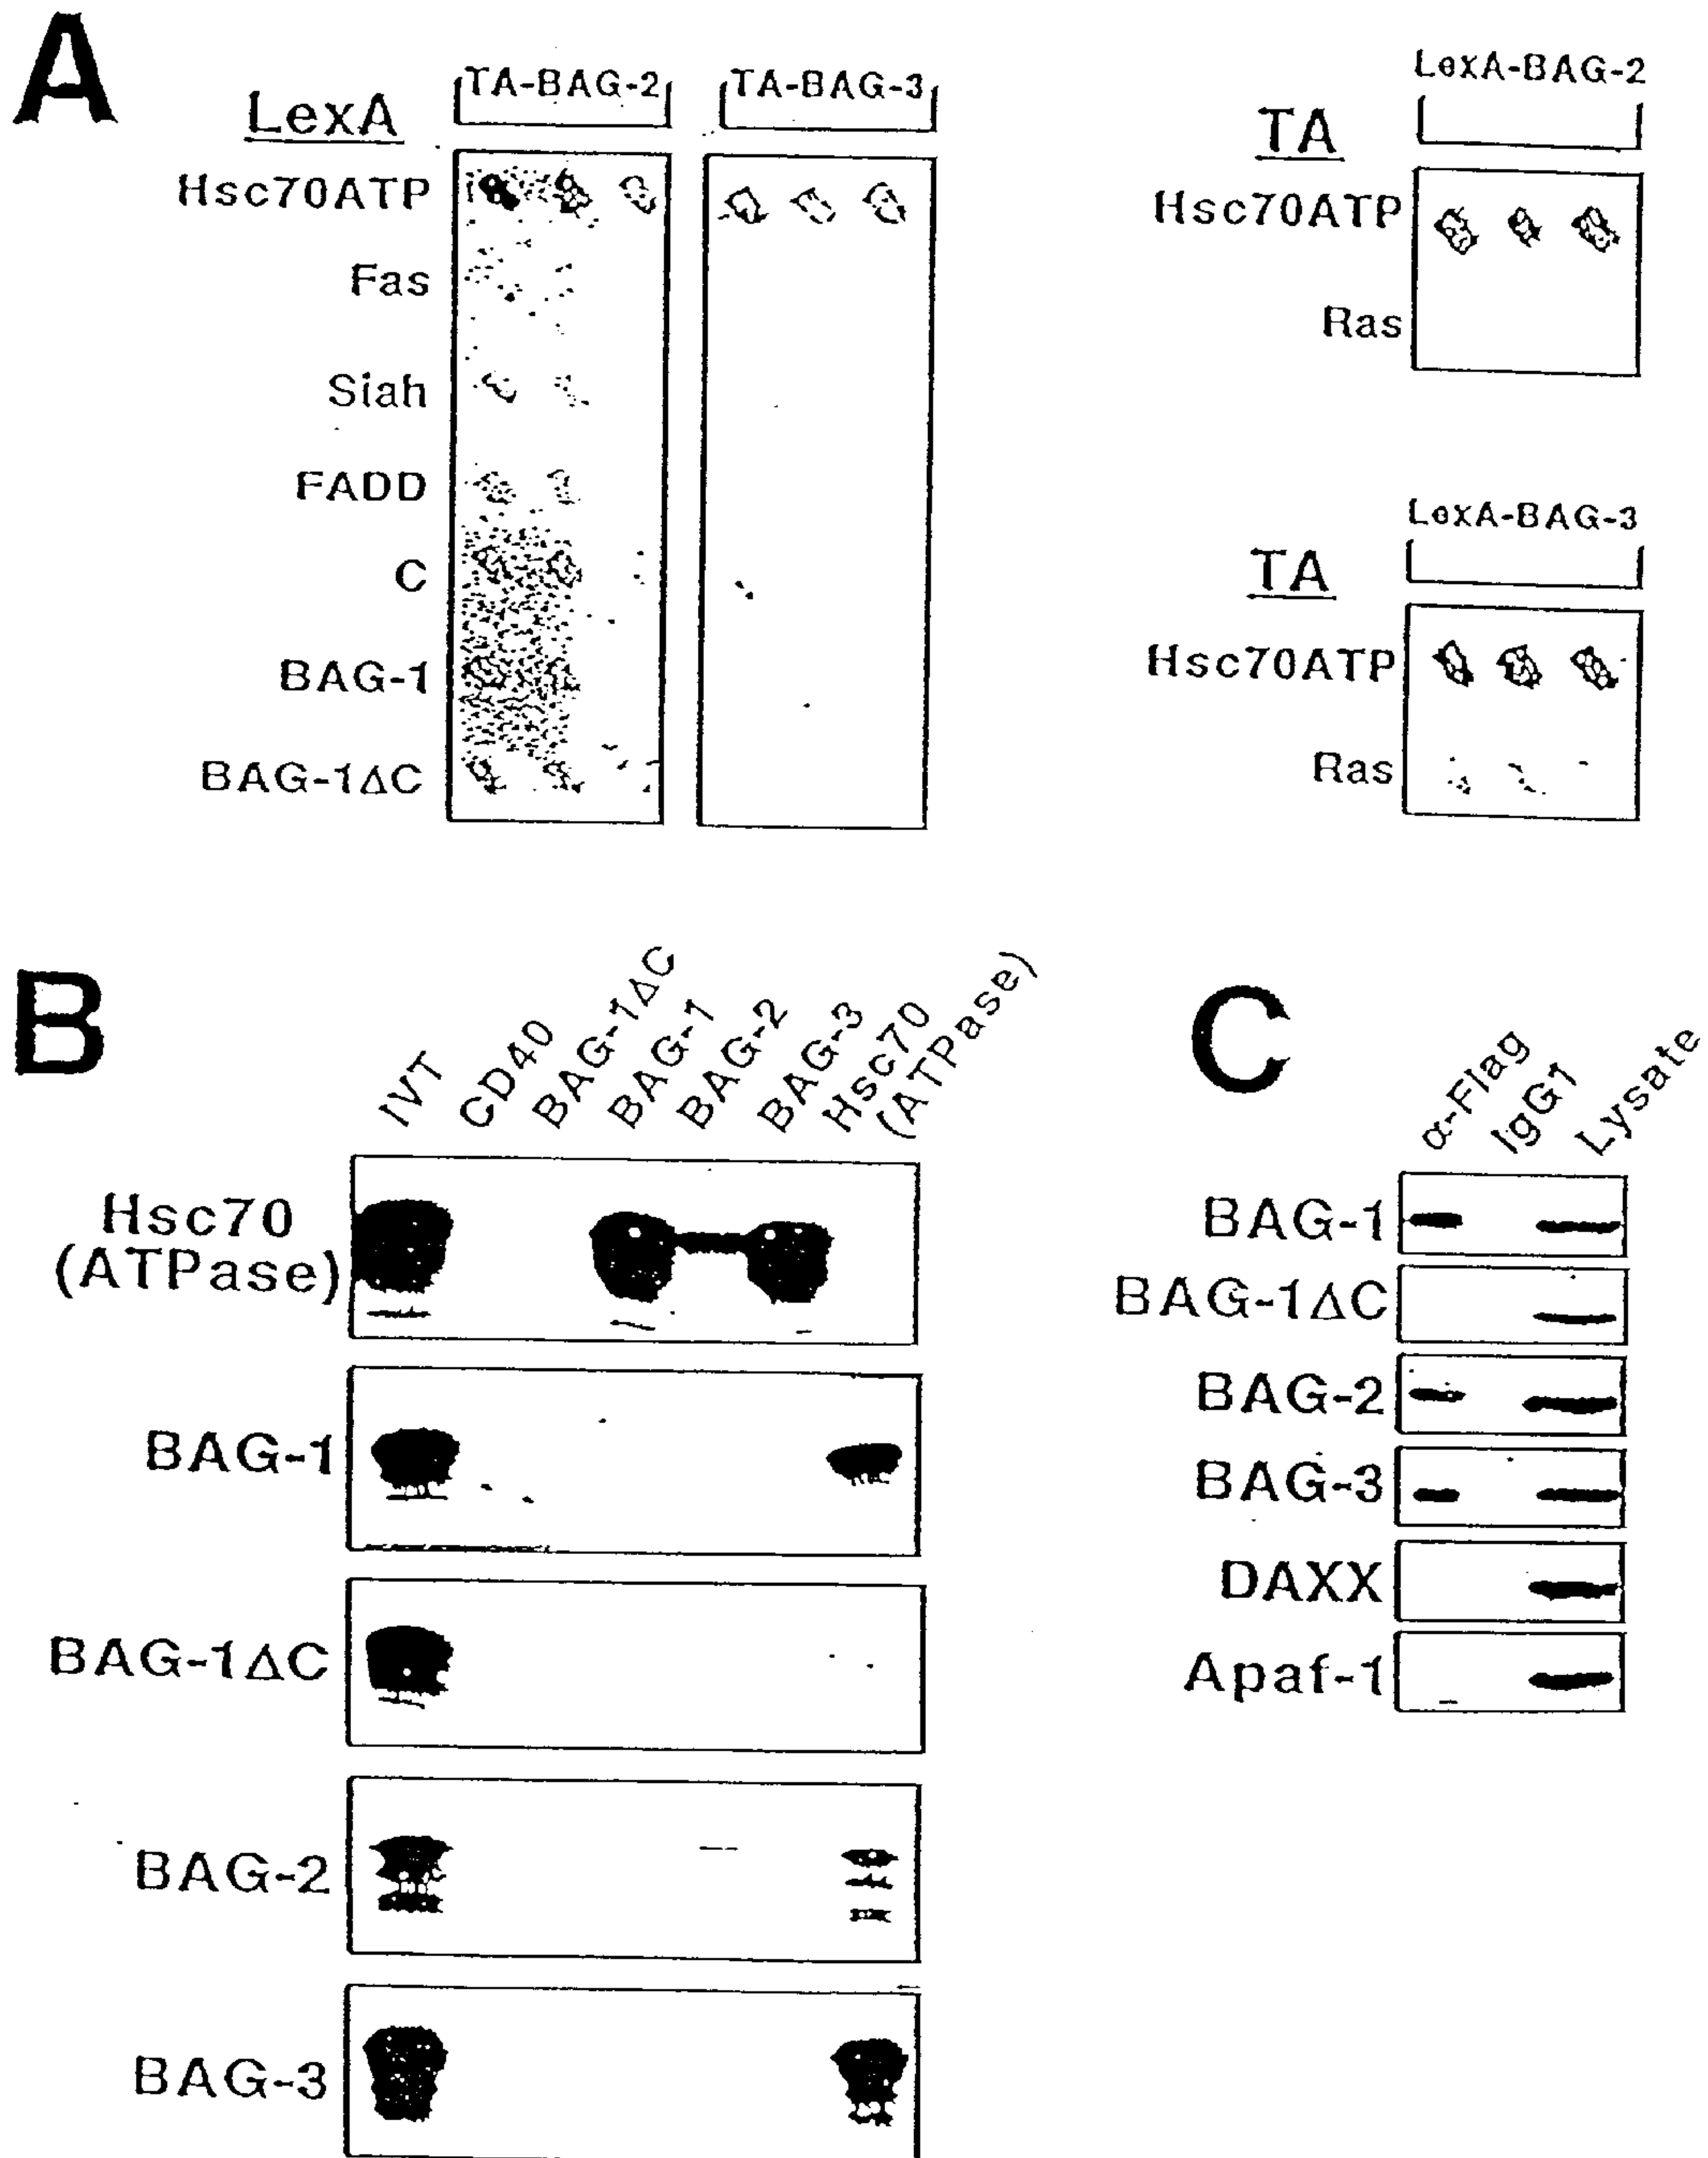 A
LexA
TA-BAG-2
TA-BAG-3
Hsc70ATP
Fas
Siah
FADD
C
BAG-1
BAG-1ΔC
LexA-BAG-2
TA
Hsc70ATP
Ras
LexA-BAG-3
TA
Hsc70ATP
Ras
B
IVT
CD40
BAG-1ΔC
BAG-1
BAG-2
BAG-3
Hsc70
(ATPase)
Hsc70
(ATPase)
BAG-1
BAG-1ΔC
BAG-2
BAG-3
C
α-Flag
IgG1
Lysate
BAG-1
BAG-1ΔC
BAG-2
BAG-3
DAXX
Apaf-1